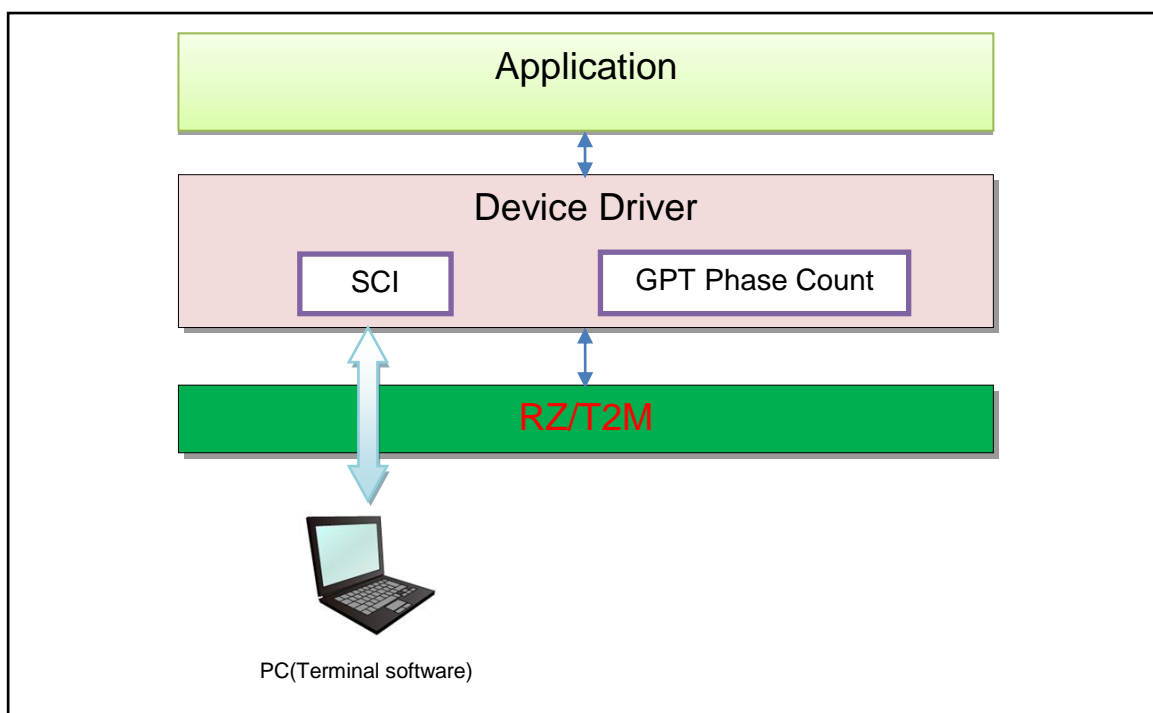 Application
Device Driver
SCI
GPT Phase Count
RZ/T2M
PC(Terminal software)